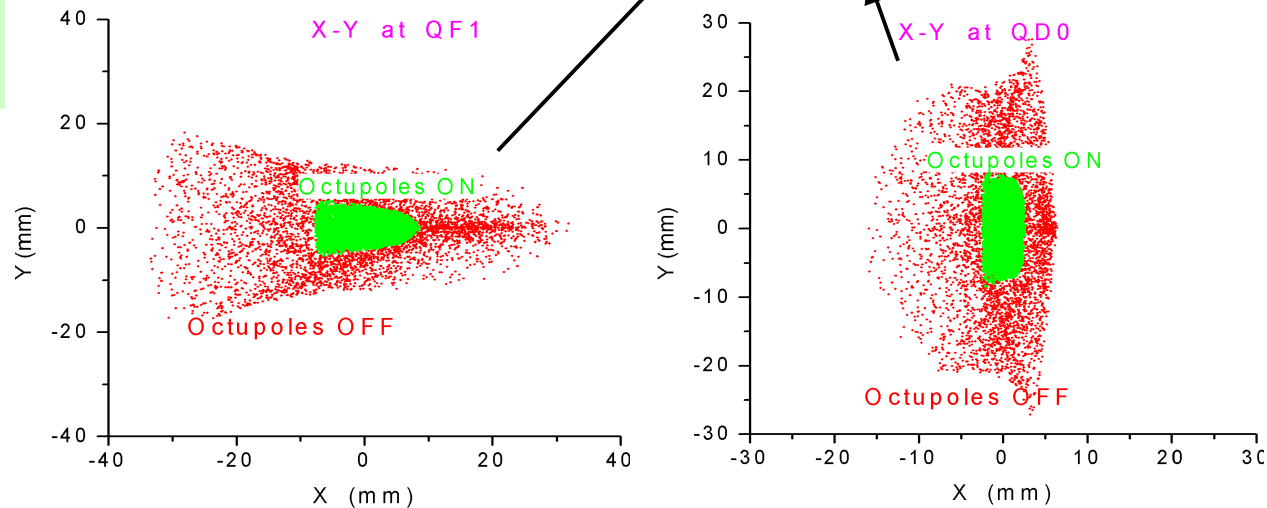 X-Y at QF1
40
20
0
-20
-40
Y (mm)
Octupoles ON
Octupoles OFF
-40 -20 0 20 40
X (mm)
X-Y at QD0
30
20
10
0
-10
-20
-30
Y (mm)
Octupoles ON
Octupoles OFF
-30 -20 -10 0 10 20 30
X (mm)